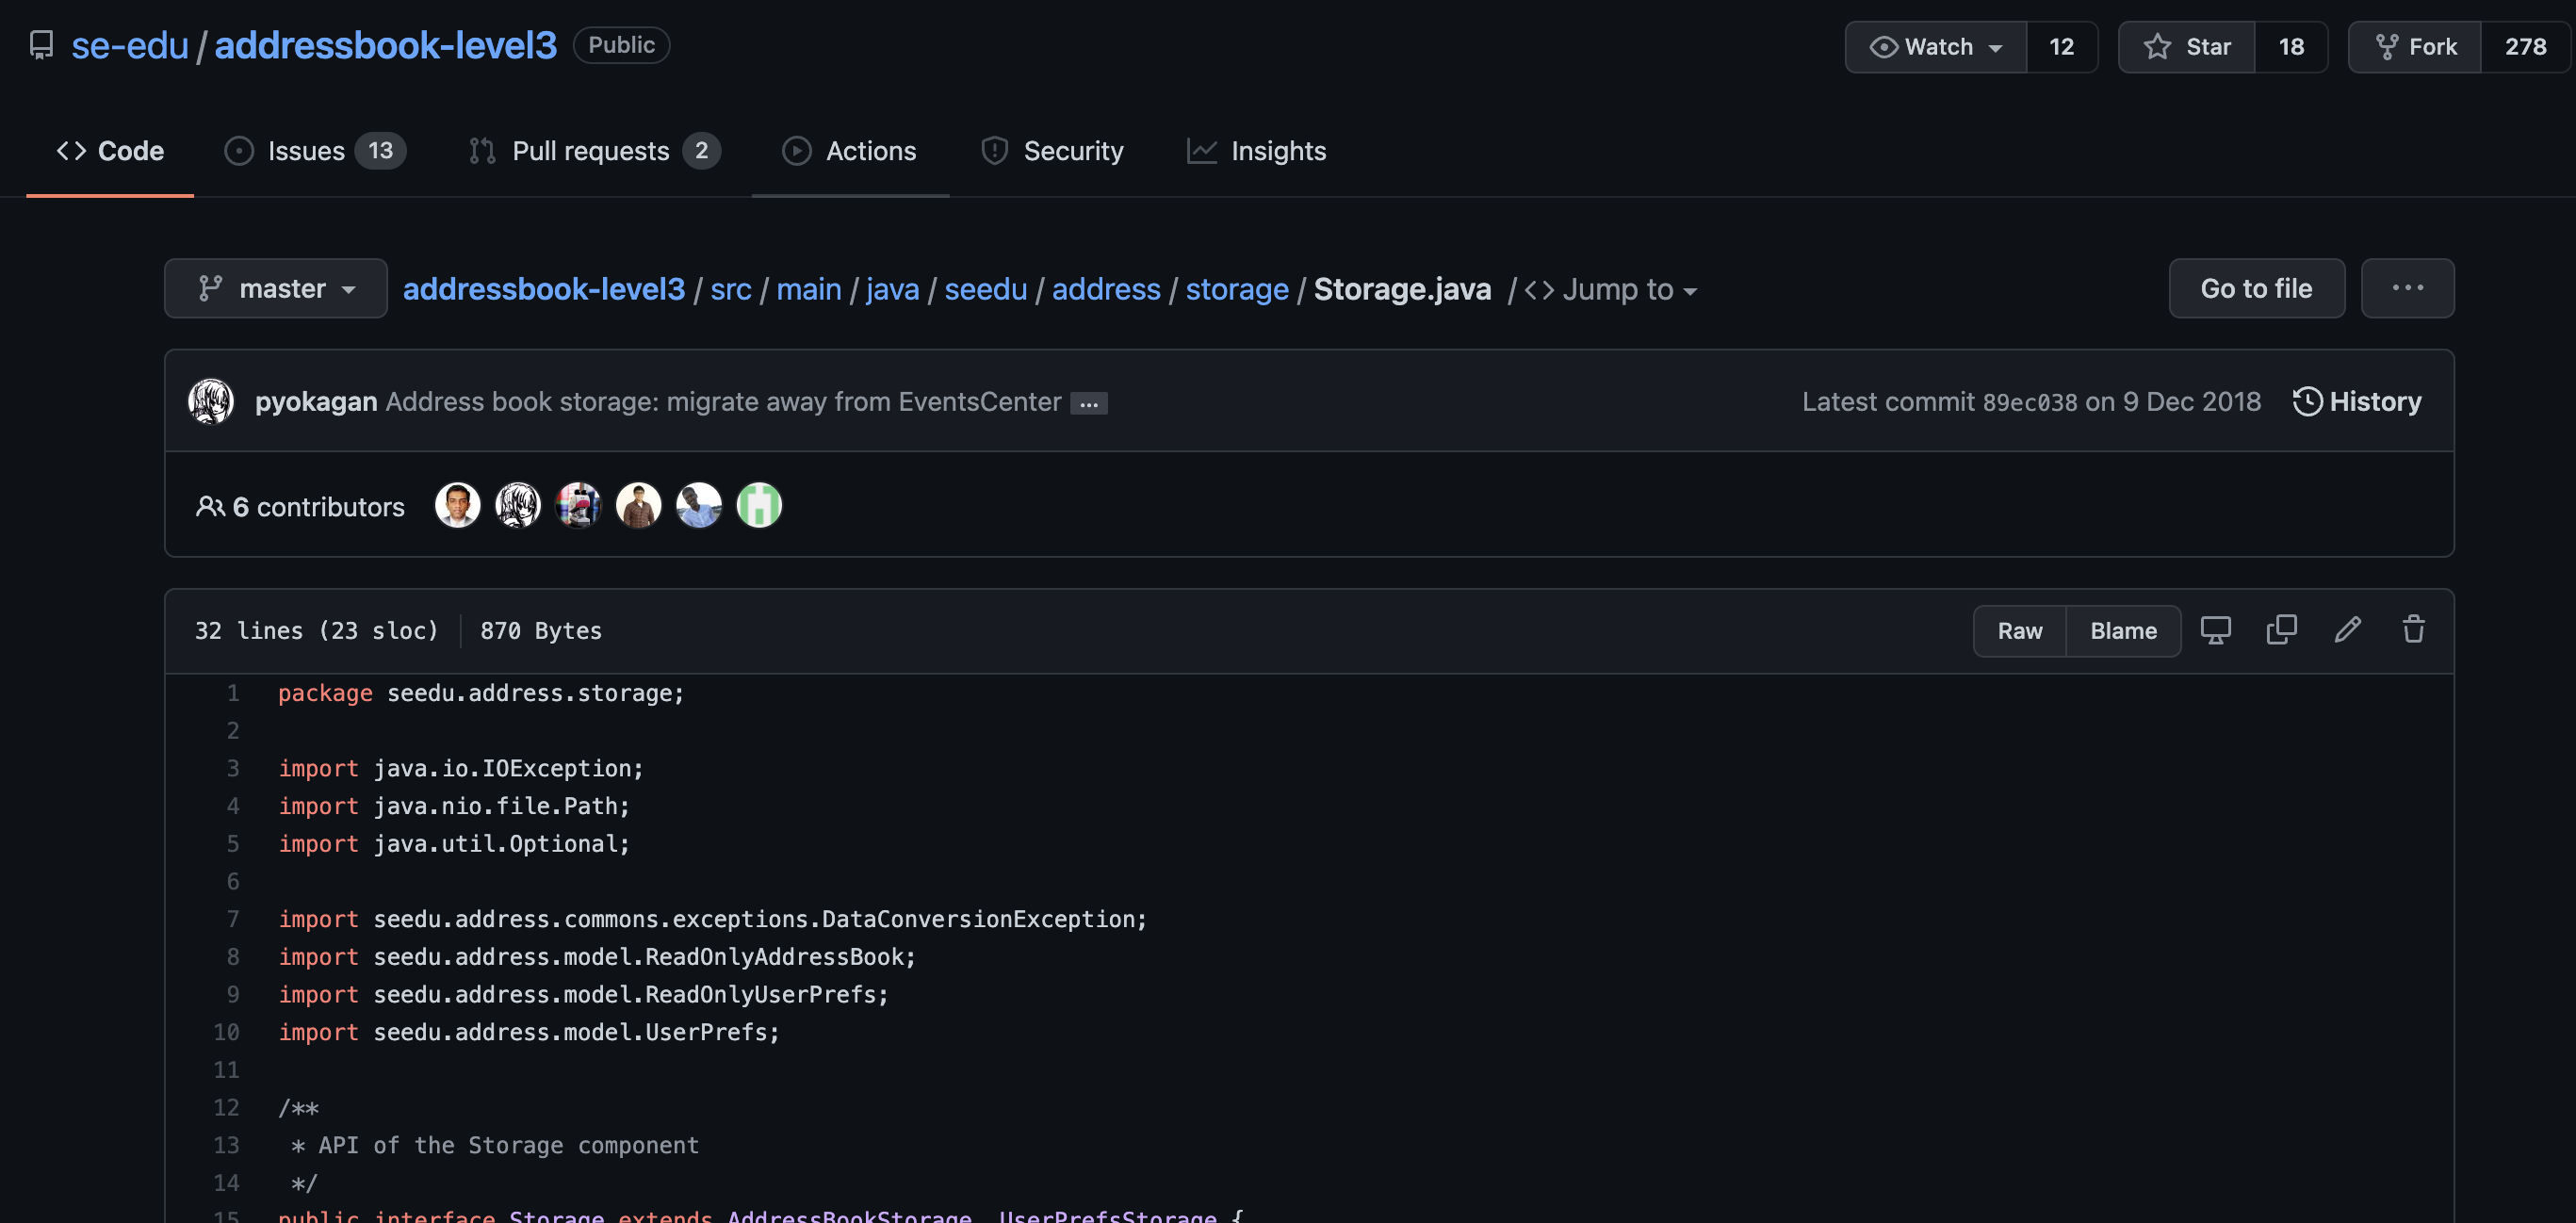 se-edu / addressbook-level3 Public Watch 12 Star 18 Fork 278
Code Issues 13 Pull requests 2 Actions Security Insights
master addressbook-level3 / src / main / java / seedu / address / storage / Storage.java / <> Jump to Go to file ...
pyokagan Address book storage: migrate away from EventsCenter ... Latest commit 89ec038 on 9 Dec 2018 History
6 contributors
32 lines (23 sloc) 870 Bytes Raw Blame
1 package seedu.address.storage;
2
3 import java.io.IOException;
4 import java.nio.file.Path;
5 import java.util.Optional;
6
7 import seedu.address.commons.exceptions.DataConversionException;
8 import seedu.address.model.ReadOnlyAddressBook;
9 import seedu.address.model.ReadOnlyUserPrefs;
10 import seedu.address.model.UserPrefs;
11
12 /**
13 * API of the Storage component
14 */
15 public interface Storage extends AddressBookStorage, UserPrefsStorage {